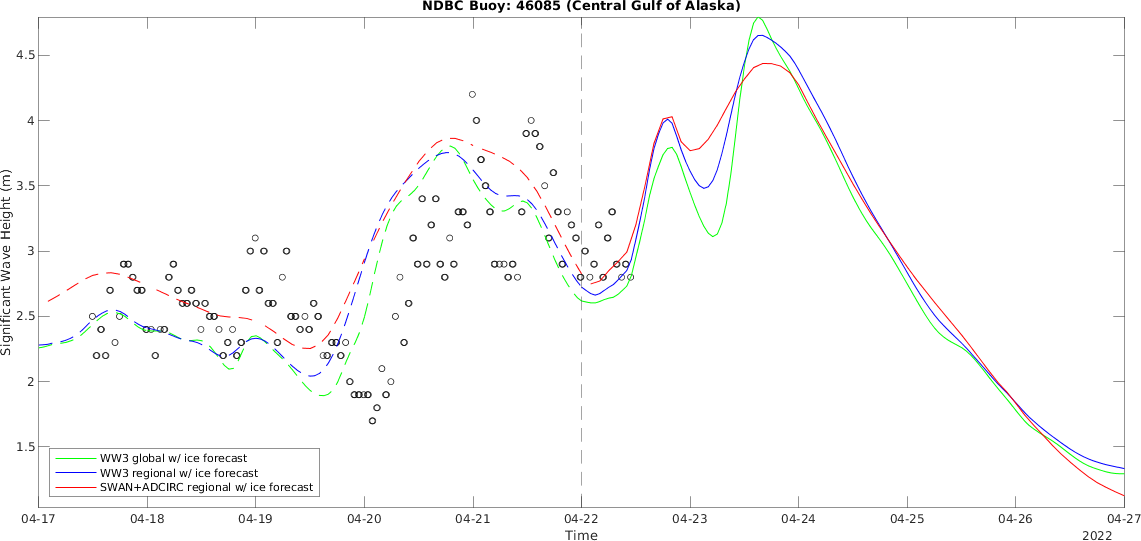 NDBC Buoy: 46085 (Central Gulf of Alaska)
Significant Wave Height (m)
4.5
4
3.5
3
2.5
2
1.5
WW3 global w/ ice forecast
WW3 regional w/ ice forecast
SWAN+ADCIRC regional w/ ice forecast
04-17 04-18 04-19 04-20 04-21 04-22 04-23 04-24 04-25 04-26 04-27
Time
2022